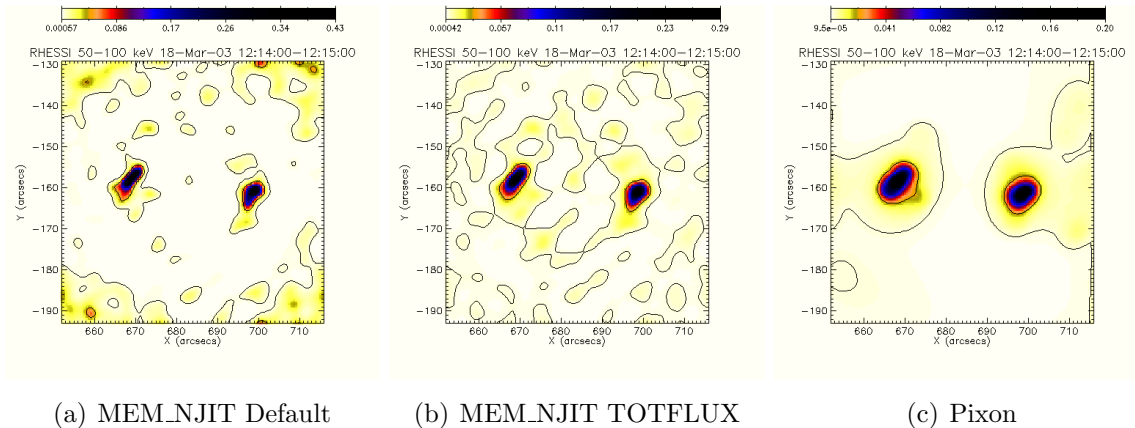 0.00057 0.086 0.17 0.26 0.34 0.43
0.00042 0.057 0.11 0.17 0.23 0.29
9.5e-05 0.041 0.082 0.12 0.16 0.20
RHESSI 50-100 keV 18-Mar-03 12:14:00-12:15:00
RHESSI 50-100 keV 18-Mar-03 12:14:00-12:15:00
RHESSI 50-100 keV 18-Mar-03 12:14:00-12:15:00
-130
-140
-150
-160
-170
-180
-190
Y (arcsecs)
660 670 680 690 700 710
X (arcsecs)
-130
-140
-150
-160
-170
-180
-190
Y (arcsecs)
660 670 680 690 700 710
X (arcsecs)
-130
-140
-150
-160
-170
-180
-190
Y (arcsecs)
660 670 680 690 700 710
X (arcsecs)
(a) MEM_NJIT Default
(b) MEM_NJIT TOTFLUX
(c) Pixon